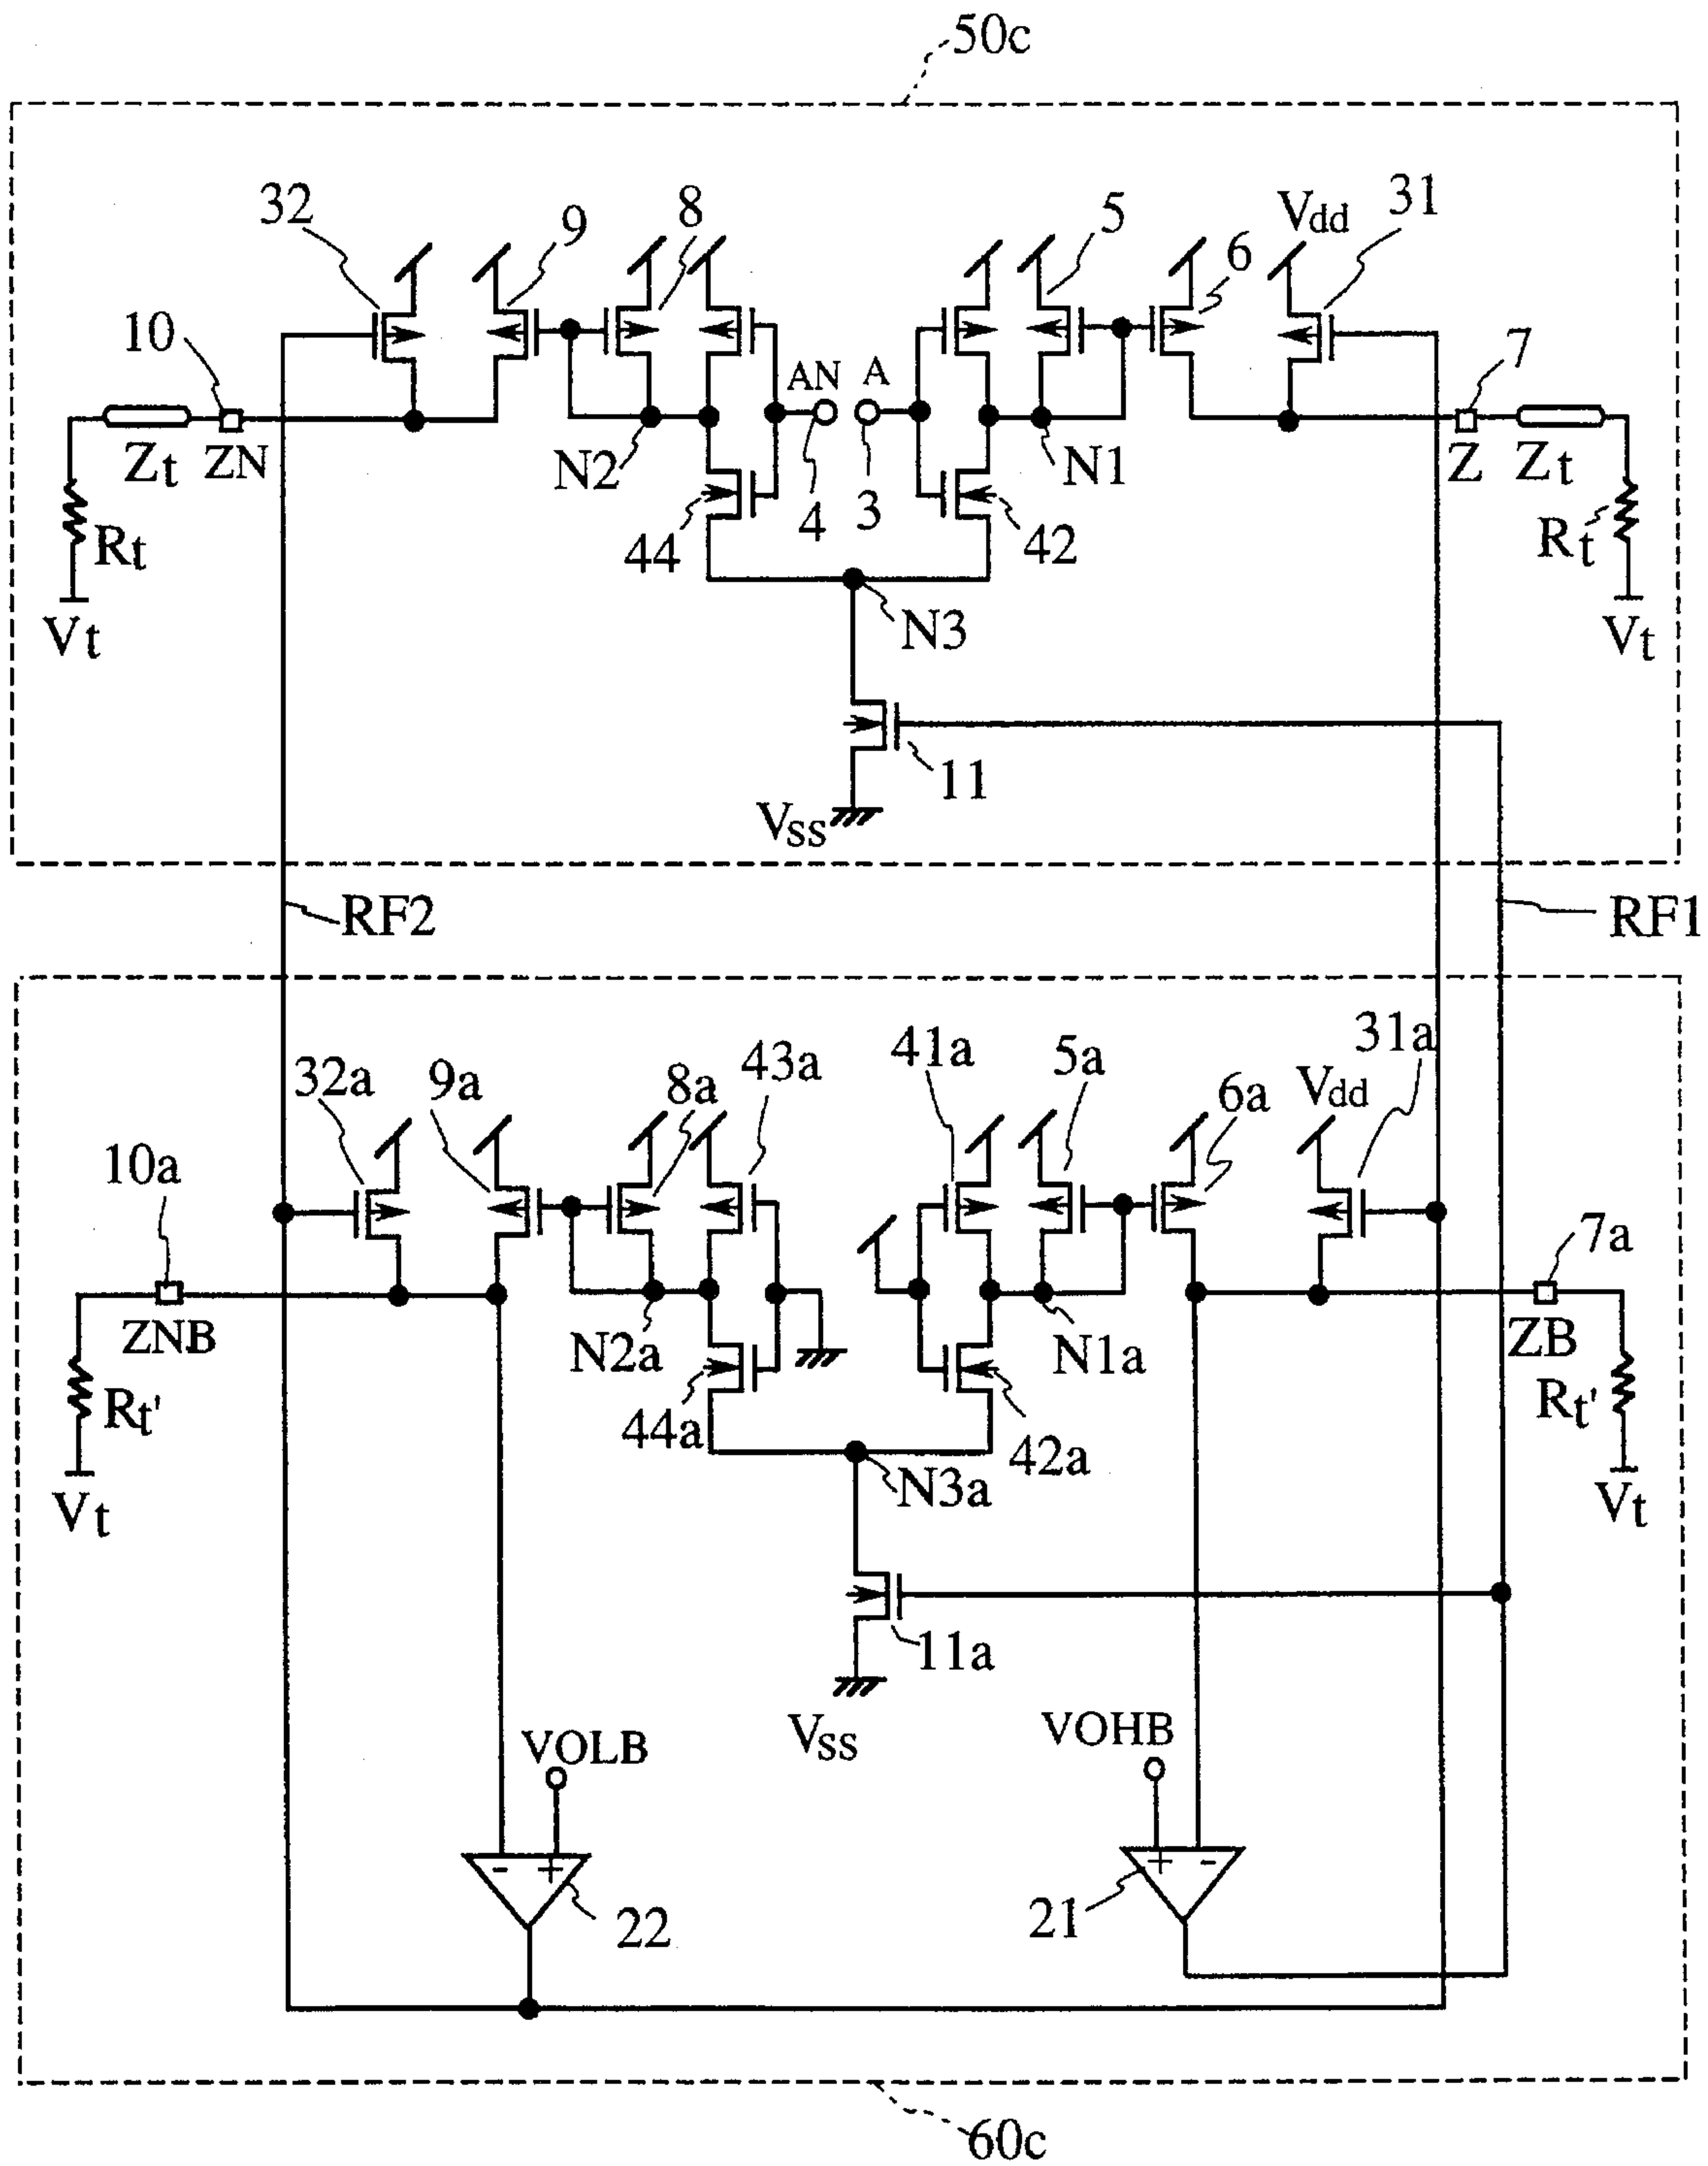 50c
32
9
8
5
6
Vdd
31
10
AN
A
7
Zt
ZN
N2
N1
Z
Zt
Rt
44
4
3
42
Rt
Vt
N3
Vt
11
Vss
RF2
RF1
32a
9a
8a
43a
41a
5a
6a
Vdd
31a
10a
7a
ZNB
N2a
N1a
ZB
Rt'
44a
42a
Rt'
Vt
N3a
Vt
11a
Vss
VOLB
VOHB
- +
+ -
22
21
60c